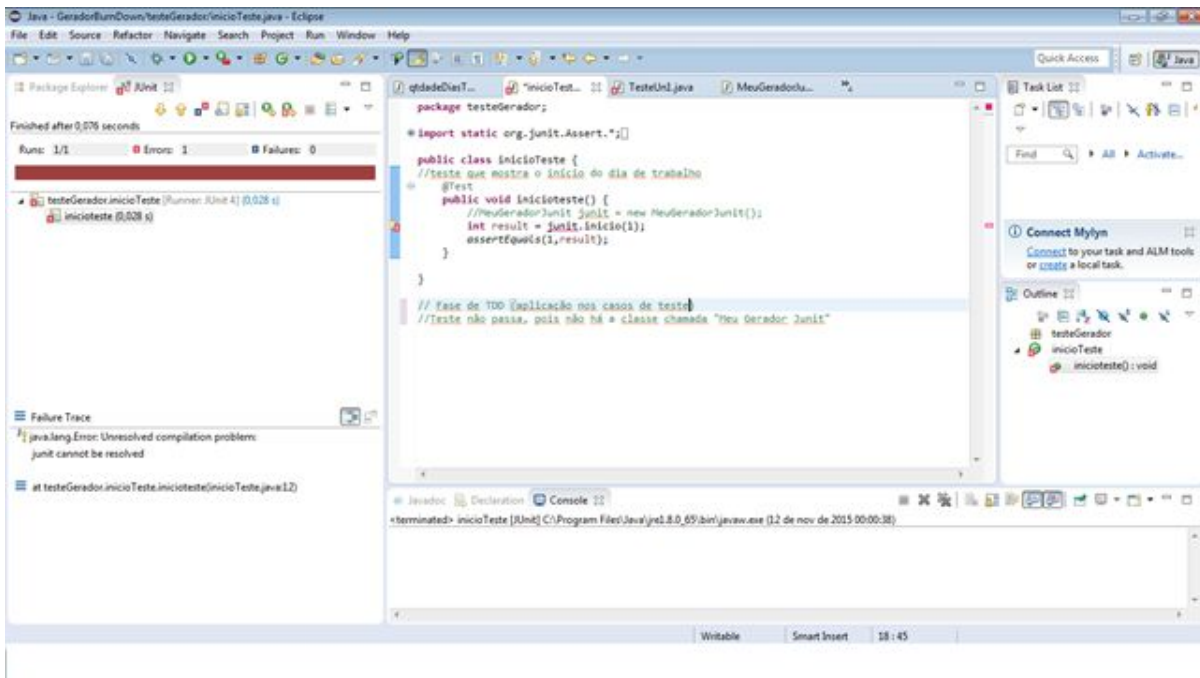 Java - GeradorBurnDown/testeGerador/inicioTeste.java - Eclipse
File Edit Source Refactor Navigate Search Project Run Window Help
Quick Access
Java
Package Explorer JUnit
Finished after 0,076 seconds
Runs: 1/1 Errors: 1 Failures: 0
testeGerador.inicioTeste [Runner: JUnit 4] (0,028 s)
inicioteste (0,028 s)
Failure Trace
java.lang.Error: Unresolved compilation problem:
junit cannot be resolved
at testeGerador.inicioTeste.inicioteste(inicioTeste.java:12)
qtdadeDiasT... *inicioTest... TesteUn1.java MeuGeradorJu...
package testeGerador;
import static org.junit.Assert.*;
public class inicioTeste {
//teste que mostra o início do dia de trabalho
@Test
public void inicioteste() {
//MeuGeradorJunit junit = new MeuGeradorJunit();
int result = junit.inicio(1);
assertEquals(1,result);
}
}
// Fase de TDD (aplicação nos casos de teste)
//Teste não passa, pois não há a classe chamada "Meu Gerador Junit"
Javadoc Declaration Console
<terminated> inicioTeste [JUnit] C:\Program Files\Java\jre1.8.0_65\bin\javaw.exe (12 de nov de 2015 00:00:38)
Task List
Find All Activate...
Connect Mylyn
Connect to your task and ALM tools
or create a local task.
Outline
testeGerador
inicioTeste
inicioteste() : void
Writable Smart Insert 18 : 45